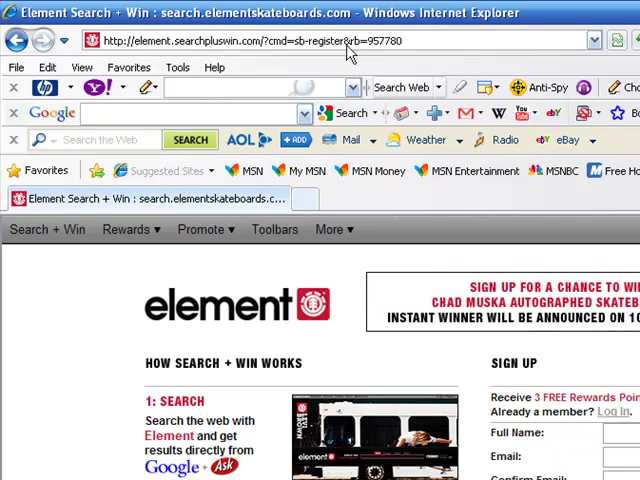 Element Search + Win : search.elementskateboards.com - Windows Internet Explorer
http://element.searchpluswin.com/?cmd=sb-register&rb=957780
File Edit View Favorites Tools Help
hp Y! Search Web Anti-Spy
Google Search
Search the Web SEARCH AOL + ADD Mail Weather Radio eBay
Favorites Suggested Sites MSN My MSN MSN Money MSN Entertainment MSNBC Free Ho
Element Search + Win : search.elementskateboards.c...
Search + Win Rewards Promote Toolbars More
element
SIGN UP FOR A CHANCE TO WI
CHAD MUSKA AUTOGRAPHED SKATEB
INSTANT WINNER WILL BE ANNOUNCED ON 10
HOW SEARCH + WIN WORKS
1: SEARCH
Search the web with
Element and get
results directly from
Google + Ask
element
SIGN UP
Receive 3 FREE Rewards Poin
Already a member? Log In.
Full Name:
Email:
Confirm Email: